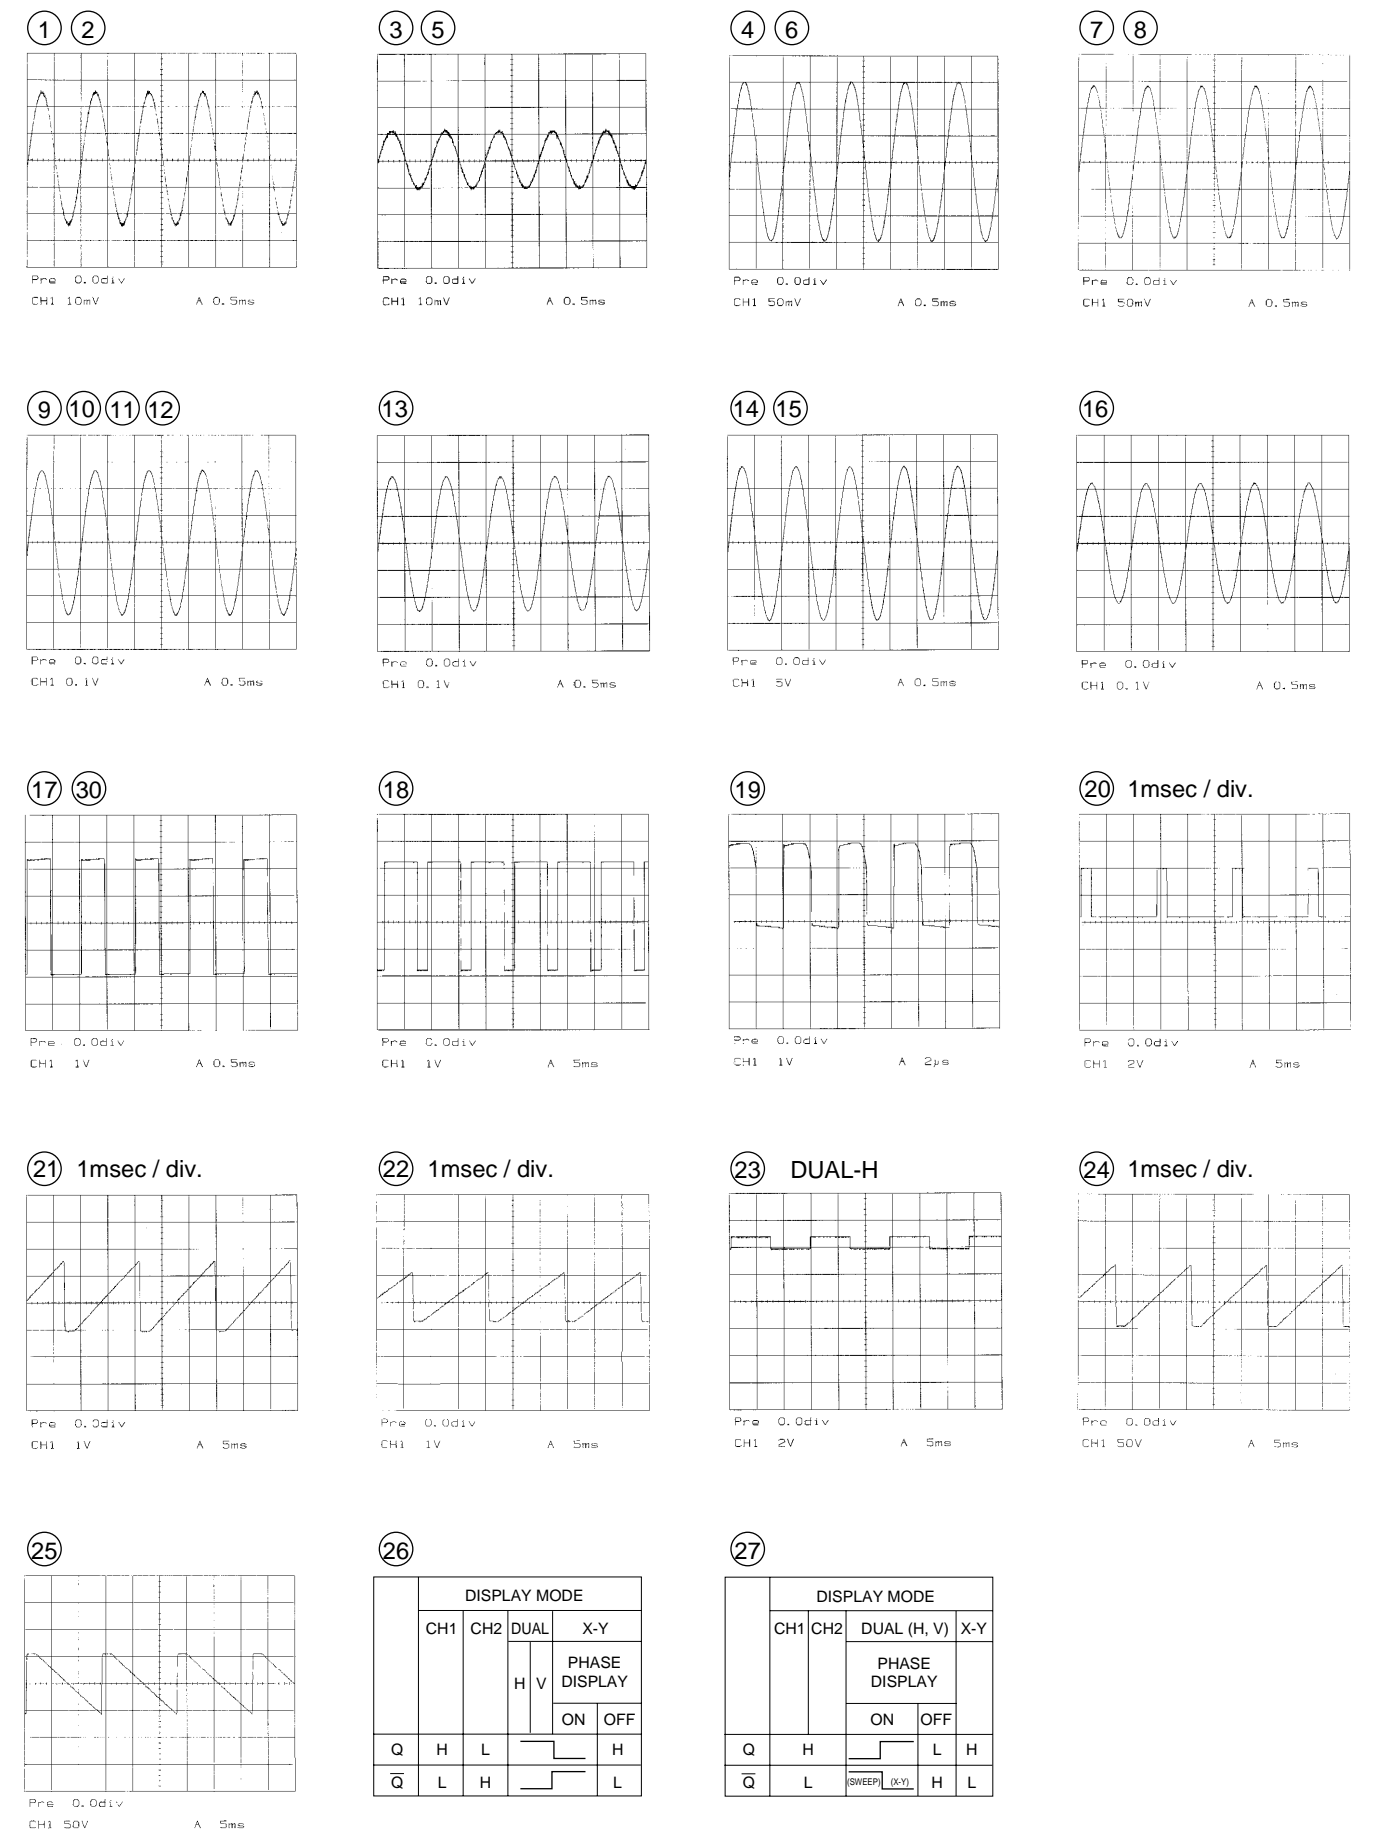 1 2
Pre 0.0div
CH1 10mV A 0.5ms
3 5
Pre 0.0div
CH1 10mV A 0.5ms
4 6
Pre 0.0div
CH1 50mV A 0.5ms
7 8
Pre 0.0div
CH1 50mV A 0.5ms
9 10 11 12
Pre 0.0div
CH1 0.1V A 0.5ms
13
Pre 0.0div
CH1 0.1V A 0.5ms
14 15
Pre 0.0div
CH1 5V A 0.5ms
16
Pre 0.0div
CH1 0.1V A 0.5ms
17 30
Pre 0.0div
CH1 1V A 0.5ms
18
Pre 0.0div
CH1 1V A 5ms
19
Pre 0.0div
CH1 1V A 2µs
20 1msec / div.
Pre 0.0div
CH1 2V A 5ms
21 1msec / div.
Pre 0.0div
CH1 1V A 5ms
22 1msec / div.
Pre 0.0div
CH1 1V A 5ms
23 DUAL-H
Pre 0.0div
CH1 2V A 5ms
24 1msec / div.
Pre 0.0div
CH1 50V A 5ms
25
Pre 0.0div
CH1 50V A 5ms
26
DISPLAY MODE
CH1 CH2 DUAL X-Y
H V PHASE
DISPLAY
ON OFF
Q H L H
Q̅ L H L
27
DISPLAY MODE
CH1 CH2 DUAL (H, V) X-Y
PHASE
DISPLAY
ON OFF
Q H L H
Q̅ L (SWEEP) (X-Y) H L